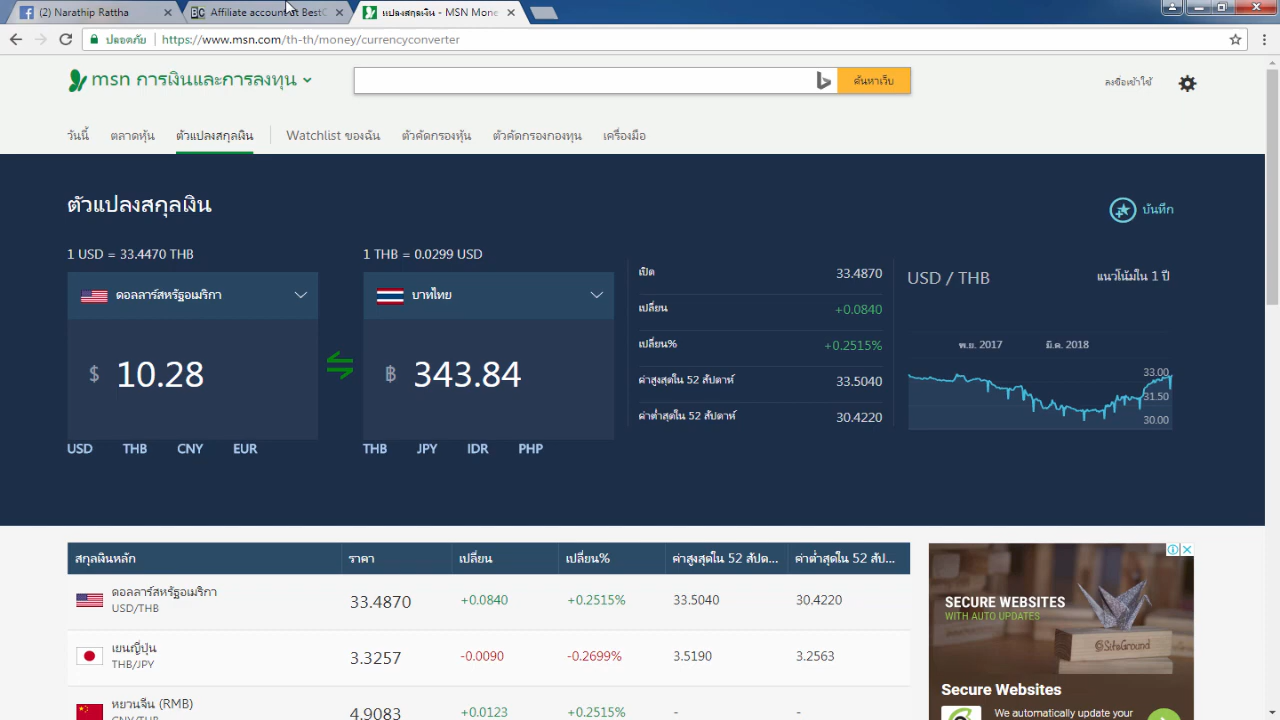 (2) Narathip Rattha
Affiliate account at BestC
แปลงสกุลเงิน - MSN Mone
ปลอดภัย
https://www.msn.com/th-th/money/currencyconverter
msn การเงินและการลงทุน
ค้นหาเว็บ
ลงชื่อเข้าใช้
วันนี้ ตลาดหุ้น ตัวแปลงสกุลเงิน Watchlist ของฉัน ตัวคัดกรองหุ้น ตัวคัดกรองกองทุน เครื่องมือ
ตัวแปลงสกุลเงิน
บันทึก
1 USD = 33.4470 THB
ดอลลาร์สหรัฐอเมริกา
$ 10.28
USD THB CNY EUR
1 THB = 0.0299 USD
บาทไทย
฿ 343.84
THB JPY IDR PHP
เปิด 33.4870
เปลี่ยน +0.0840
เปลี่ยน% +0.2515%
ค่าสูงสุดใน 52 สัปดาห์ 33.5040
ค่าต่ำสุดใน 52 สัปดาห์ 30.4220
USD / THB แนวโน้มใน 1 ปี
พ.ย. 2017 มี.ค. 2018
33.00
31.50
30.00
สกุลเงินหลัก ราคา เปลี่ยน เปลี่ยน% ค่าสูงสุดใน 52 สัปด... ค่าต่ำสุดใน 52 สัป...
ดอลลาร์สหรัฐอเมริกา
USD/THB 33.4870 +0.0840 +0.2515% 33.5040 30.4220
เยนญี่ปุ่น
THB/JPY 3.3257 -0.0090 -0.2699% 3.5190 3.2563
หยวนจีน (RMB)
CNY/THB 4.9083 +0.0123 +0.2515% - -
SECURE WEBSITES
WITH AUTO UPDATES
SiteGround
Secure Websites
We automatically update your